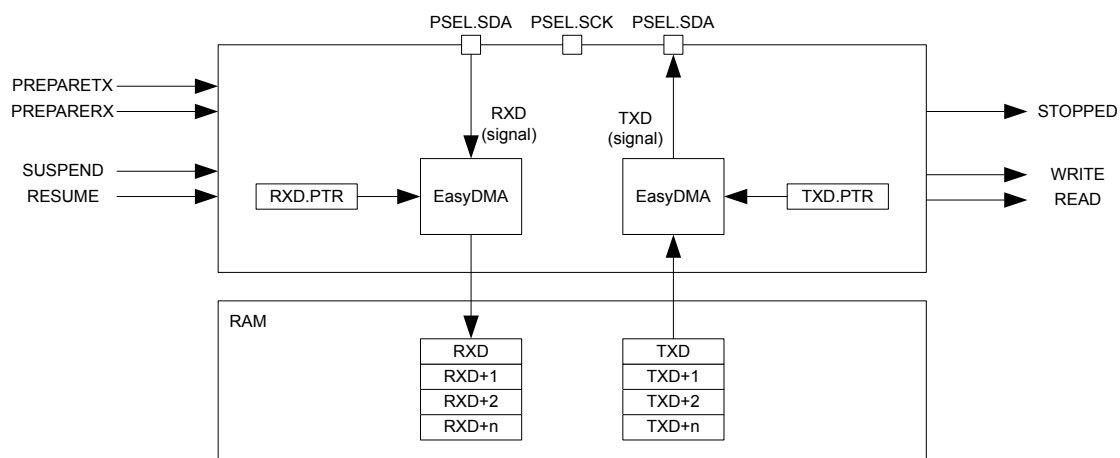 PSEL.SDA PSEL.SCK PSEL.SDA
PREPARETX
PREPARERX
SUSPEND
RESUME
RXD
(signal)
TXD
(signal)
STOPPED
WRITE
READ
RXD.PTR
EasyDMA
EasyDMA
TXD.PTR
RAM
RXD
RXD+1
RXD+2
RXD+n
TXD
TXD+1
TXD+2
TXD+n